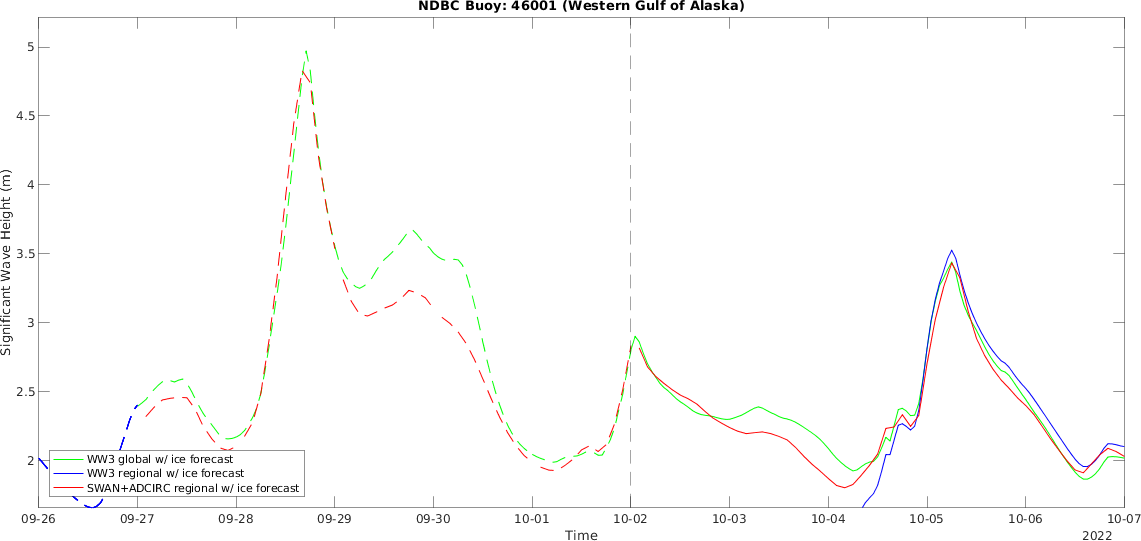 NDBC Buoy: 46001 (Western Gulf of Alaska)
Significant Wave Height (m)
5
4.5
4
3.5
3
2.5
2
WW3 global w/ ice forecast
WW3 regional w/ ice forecast
SWAN+ADCIRC regional w/ ice forecast
09-26 09-27 09-28 09-29 09-30 10-01 10-02 10-03 10-04 10-05 10-06 10-07
Time
2022